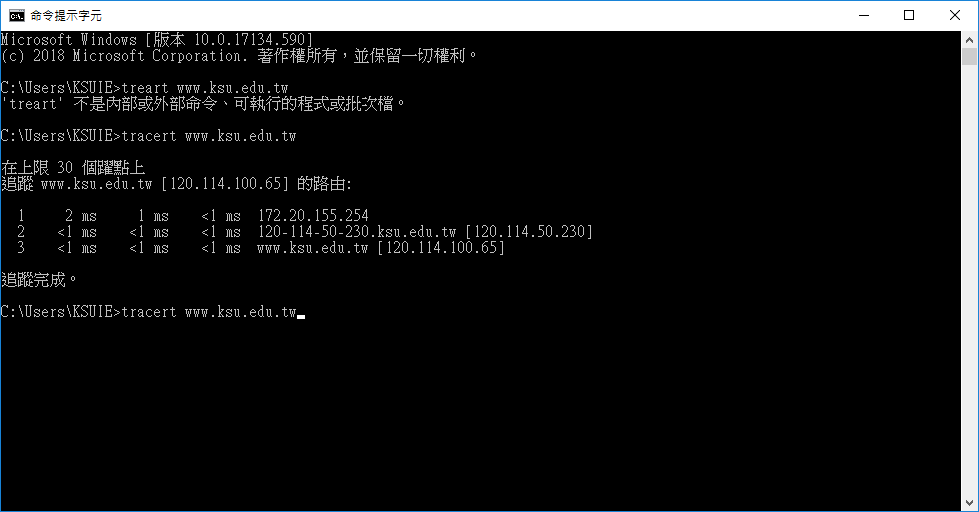 命令提示字元
Microsoft Windows [版本 10.0.17134.590]
(c) 2018 Microsoft Corporation. 著作權所有，並保留一切權利。
C:\Users\KSUIE>treart www.ksu.edu.tw
'treart' 不是內部或外部命令、可執行的程式或批次檔。
C:\Users\KSUIE>tracert www.ksu.edu.tw
在上限 30 個躍點上
追蹤 www.ksu.edu.tw [120.114.100.65] 的路由:
1 2 ms 1 ms <1 ms 172.20.155.254
2 <1 ms <1 ms <1 ms 120-114-50-230.ksu.edu.tw [120.114.50.230]
3 <1 ms <1 ms <1 ms www.ksu.edu.tw [120.114.100.65]
追蹤完成。
C:\Users\KSUIE>tracert www.ksu.edu.tw